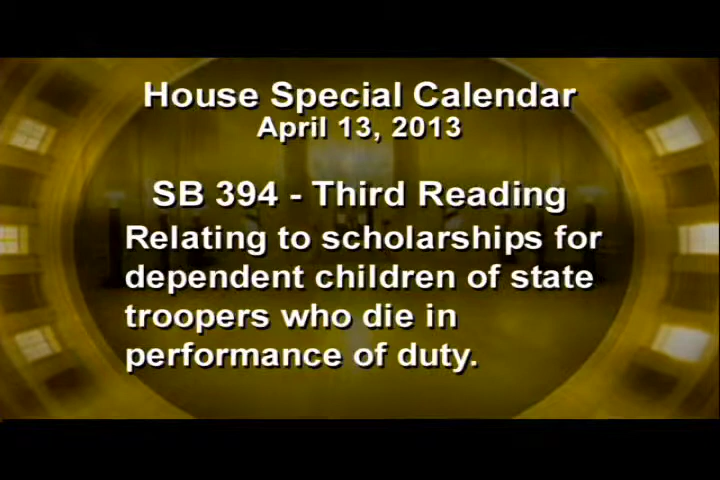 House Special Calendar
April 13, 2013
SB 394 - Third Reading
Relating to scholarships for
dependent children of state
troopers who die in
performance of duty.